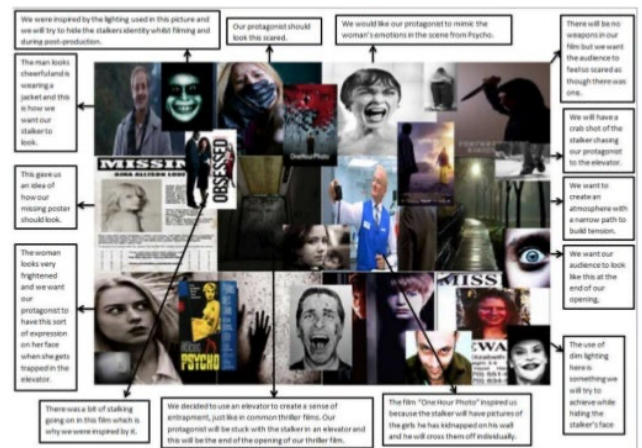 We were inspired by the lighting used in this picture and
we will try to hide the stalkers identity whilst filming and
during post-production.
Our protagonist should
look this scared.
We would like our protagonist to mimic the
woman's emotions in the scene from Psycho.
There will be no
weapons in our
film but we want
the audience to
feel so scared as
though there was
one.
The man looks
cheerful and is
wearing a
jacket and this
is how we
want our
stalker to
look.
We will have a
crab shot of the
stalker chasing
our protagonist
to the elevator.
This gave us
an idea of
how our
missing poster
should look.
We want to
create an
atmosphere with
a narrow path to
build tension.
We want our
audience to look
like this at the
end of our
opening.
The woman
looks very
frightened
and we want
our
protagonist to
have this sort
of expression
on her face
when she gets
trapped in the
elevator.
The use of
dim lighting
here is
something we
will try to
achieve while
hiding the
stalker's face
There was a bit of stalking
going on in this film which is
why we were inspired by it.
We decided to use an elevator to create a sense of
entrapment, just like in common thriller films. Our
protagonist will be stuck with the stalker in an elevator and
this will be the end of the opening of our thriller film.
The film "One Hour Photo" inspired us
because the stalker will have pictures of
the girls he has kidnapped on his
wall and he will cross them off individually.
One Hour Photo
MISSIN
OBSESSED
PSYCHO
MISS
WA